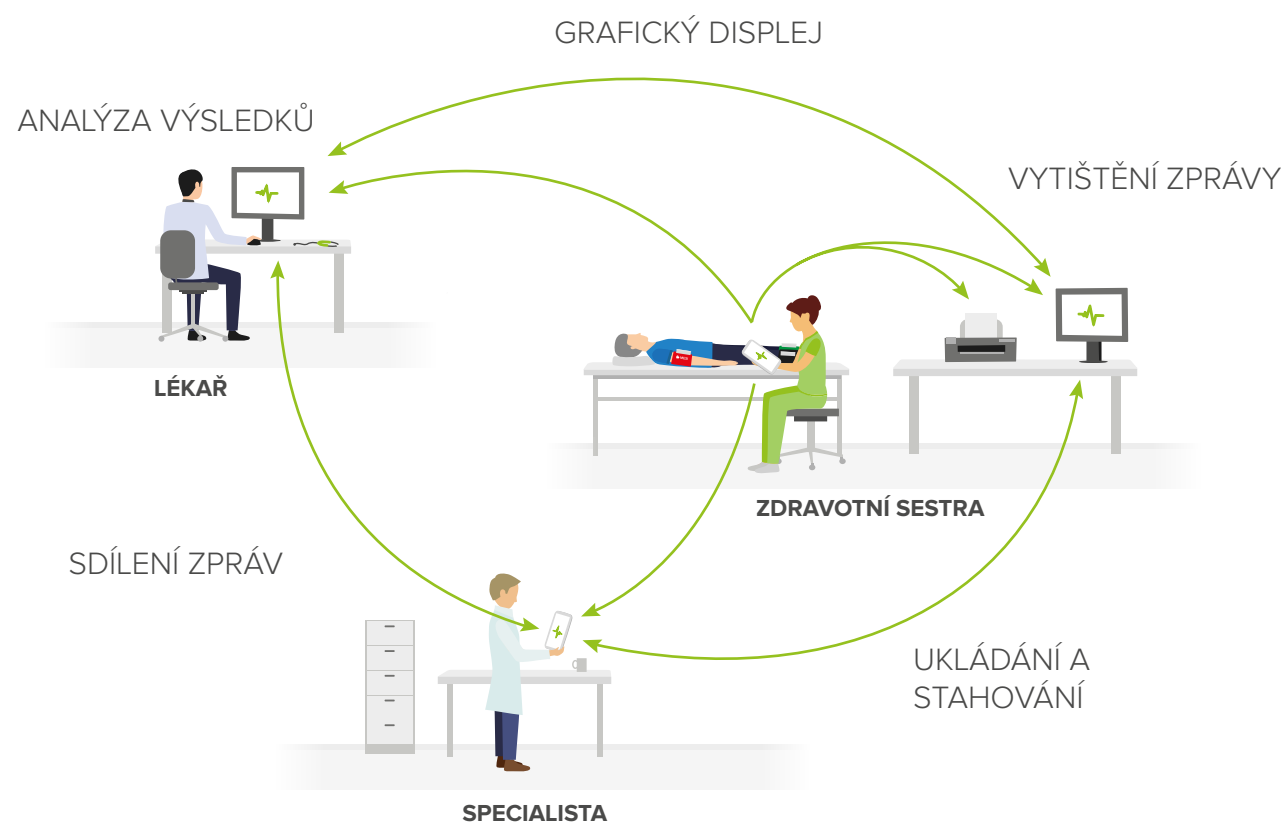 GRAFICKÝ DISPLEJ
ANALÝZA VÝSLEDKŮ
VYTIŠTĚNÍ ZPRÁVY
LÉKAŘ
ZDRAVOTNÍ SESTRA
SDÍLENÍ ZPRÁV
UKLÁDÁNÍ A
STAHOVÁNÍ
SPECIALISTA